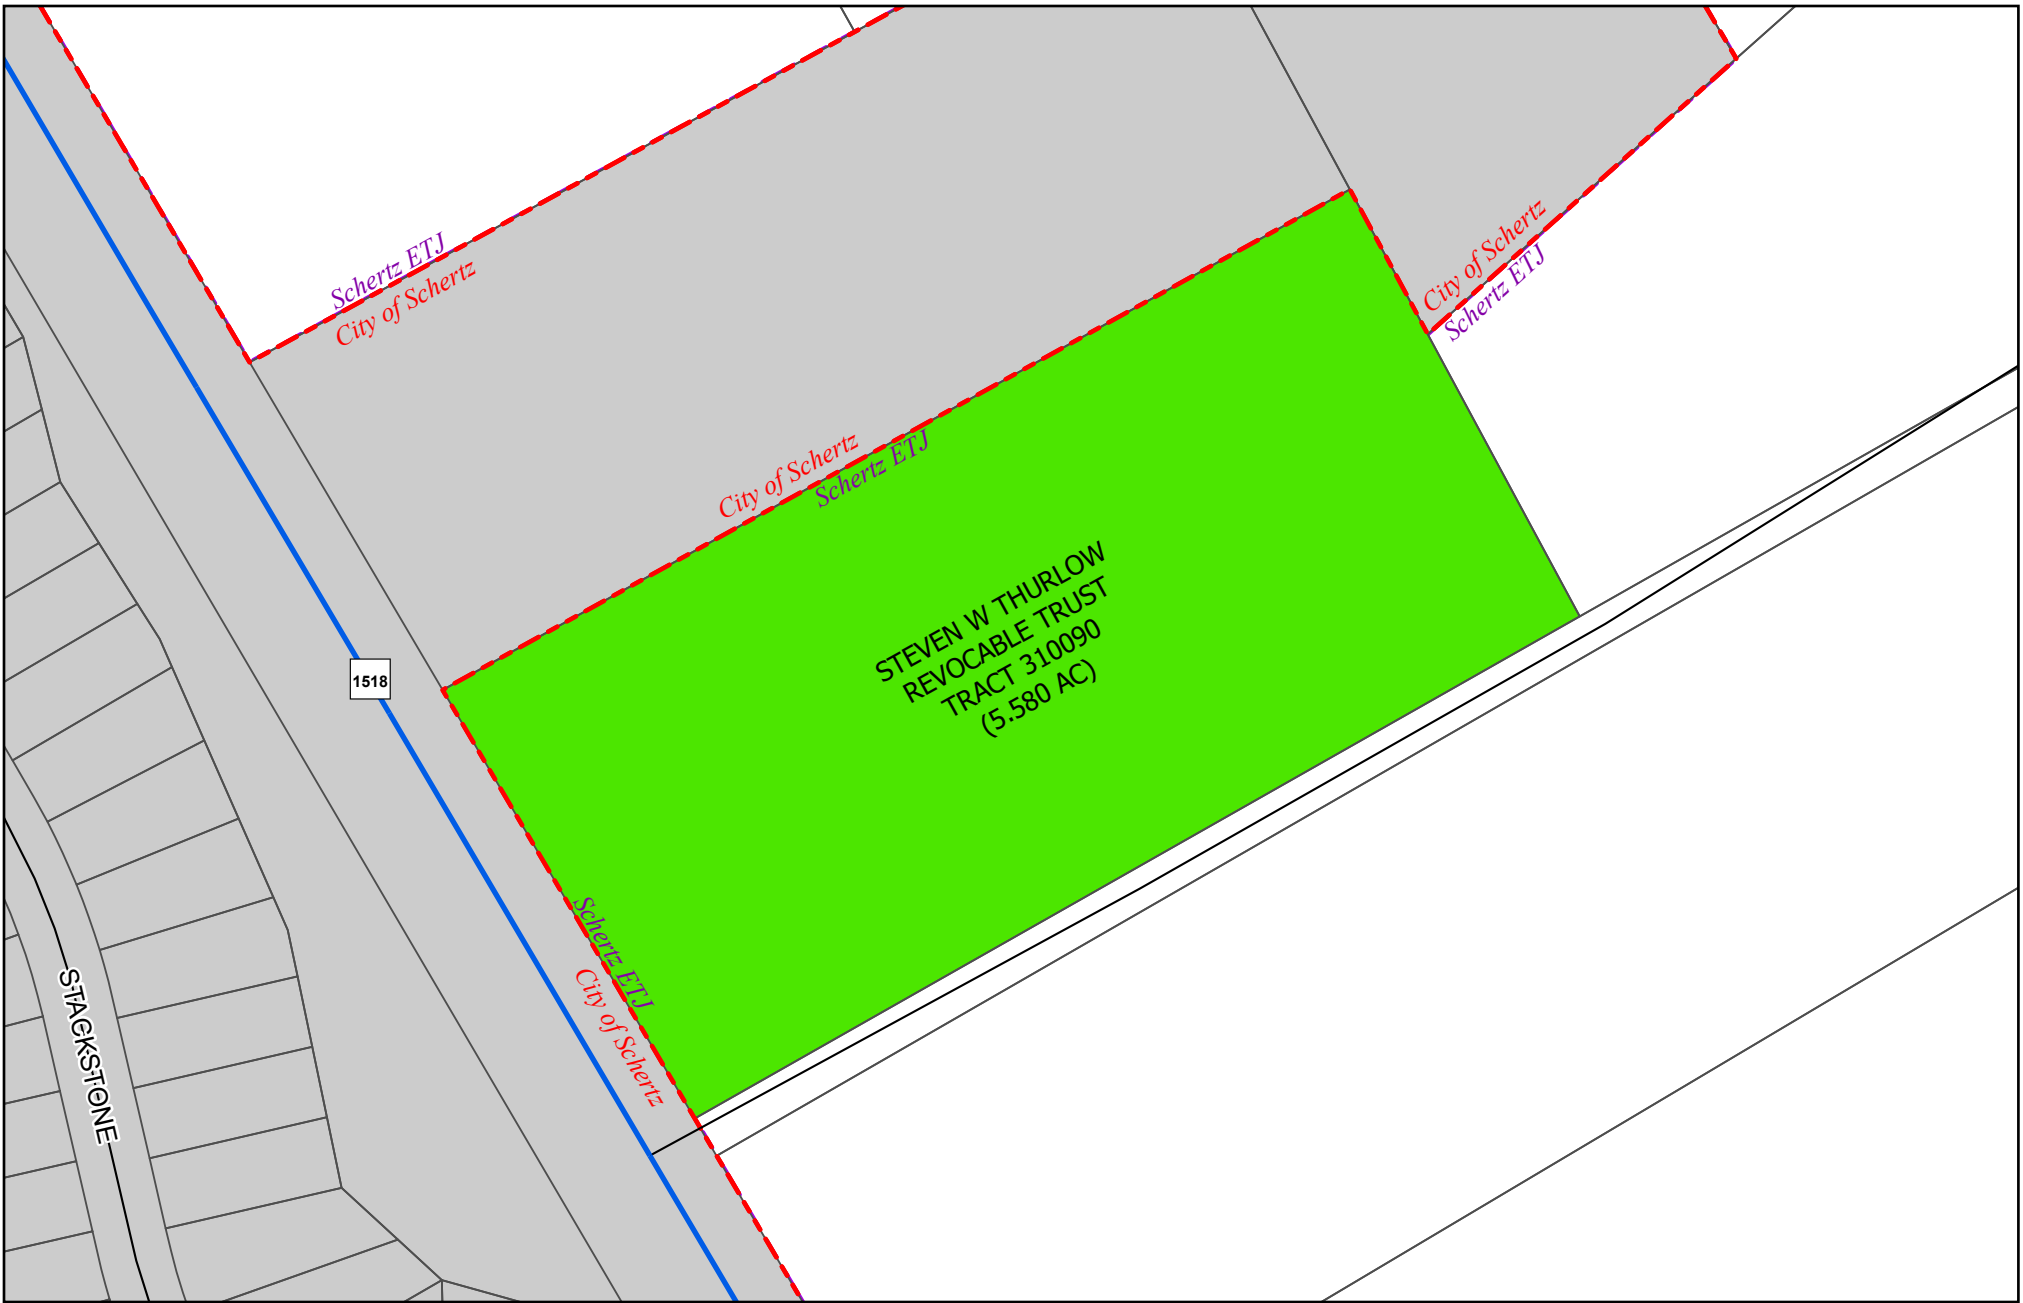 Schertz ETJ
City of Schertz
City of Schertz
Schertz ETJ
City of Schertz
Schertz ETJ
STEVEN W THURLOW
REVOCABLE TRUST
TRACT 310090
(5.580 AC)
1518
Schertz ETJ
City of Schertz
STACKSTONE